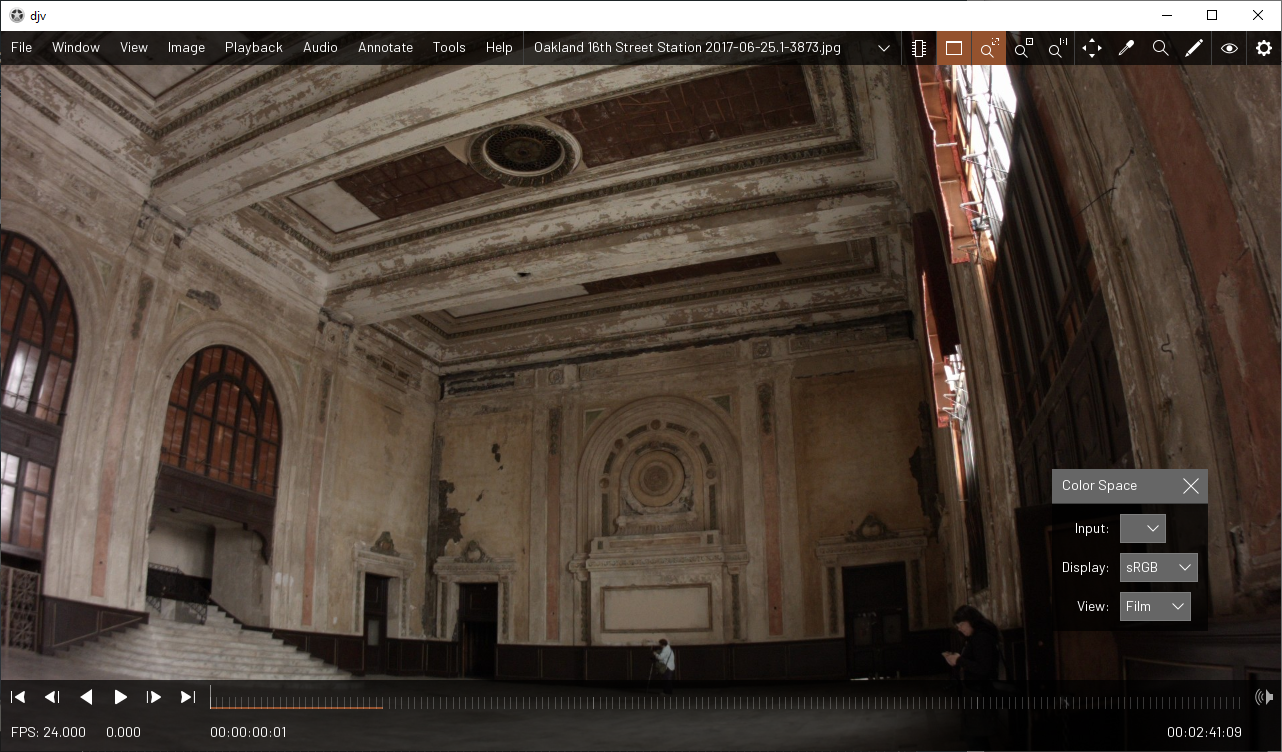 djv
File Window View Image Playback Audio Annotate Tools Help Oakland 16th Street Station 2017-06-25.1-3873.jpg
Color Space
Input:
Display: sRGB
View: Film
FPS: 24.000 0.000 00:00:00:01 00:02:41:09